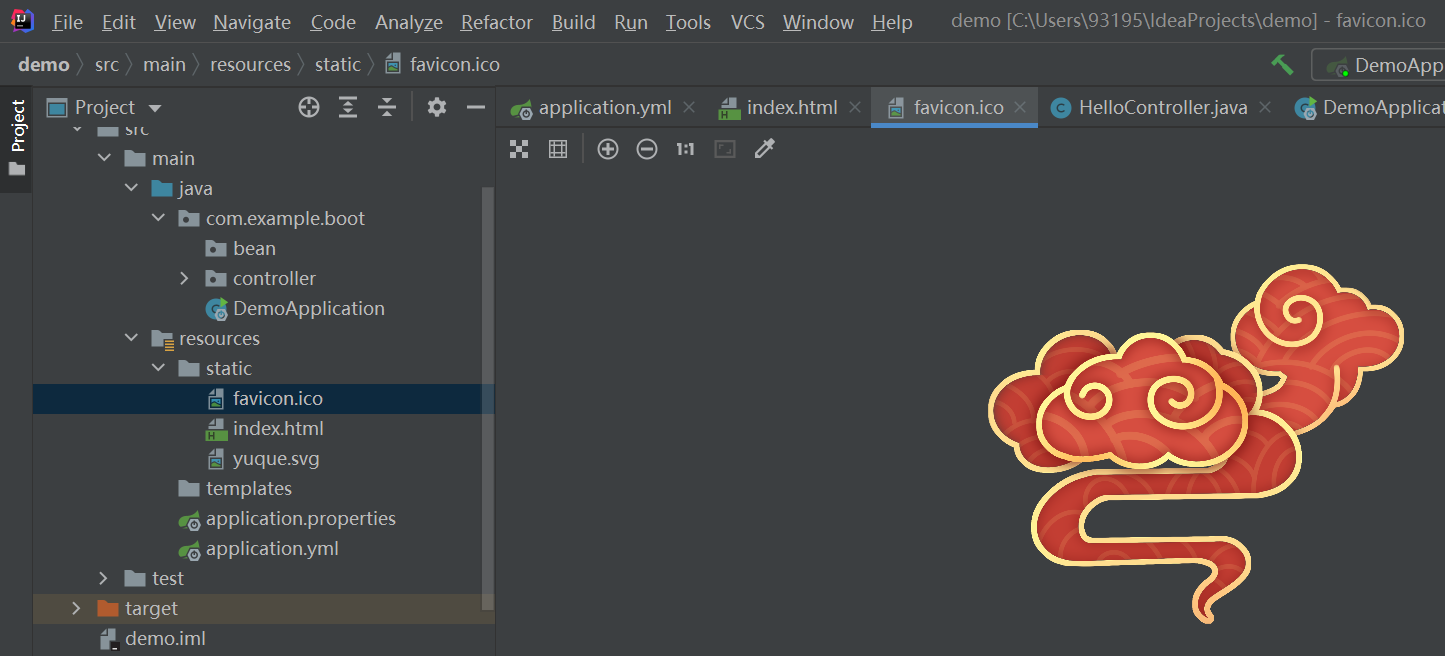 File Edit View Navigate Code Analyze Refactor Build Run Tools VCS Window Help demo [C:\Users\93195\IdeaProjects\demo] - favicon.ico
demo src main resources static favicon.ico DemoApp
Project
Project
application.yml index.html favicon.ico HelloController.java DemoApplicat
1:1
src
main
java
com.example.boot
bean
controller
DemoApplication
resources
static
favicon.ico
index.html
yuque.svg
templates
application.properties
application.yml
test
target
demo.iml